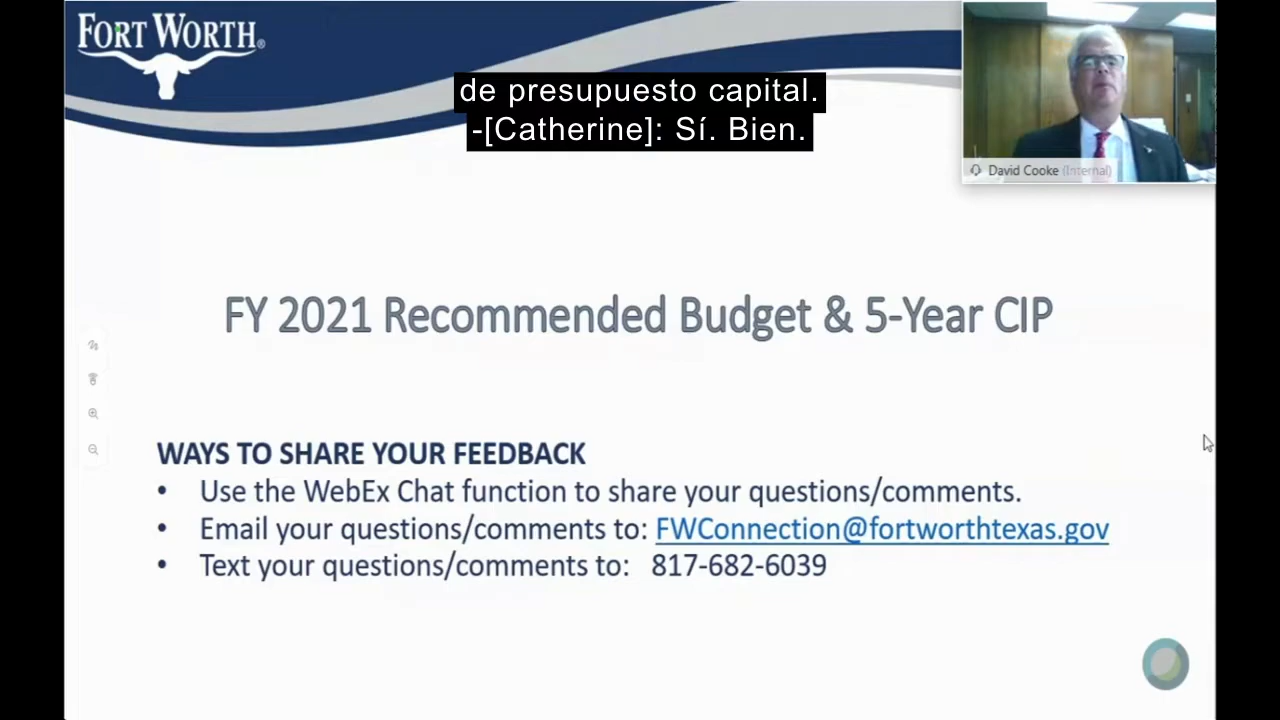 FORT WORTH®
de presupuesto capital.
-[Catherine]: Sí. Bien.
David Cooke (Internal)
FY 2021 Recommended Budget & 5-Year CIP
WAYS TO SHARE YOUR FEEDBACK
• Use the WebEx Chat function to share your questions/comments.
• Email your questions/comments to: FWConnection@fortworthtexas.gov
• Text your questions/comments to: 817-682-6039